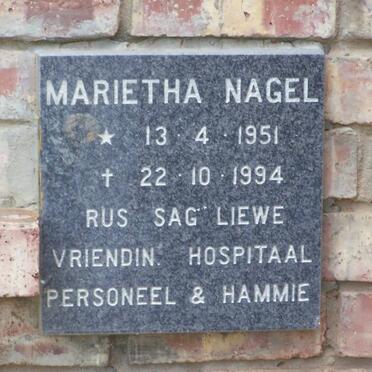 MARIETHA NAGEL
★ 13·4·1951
† 22·10·1994
RUS SAG LIEWE
VRIENDIN. HOSPITAAL
PERSONEEL & HAMMIE